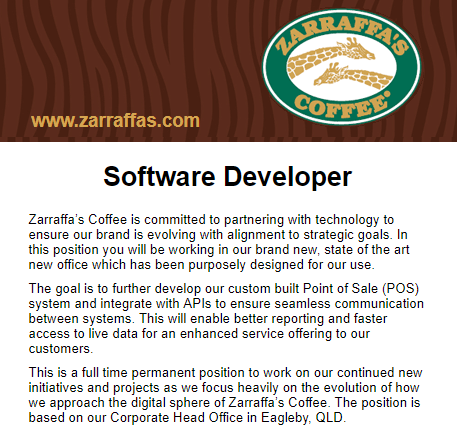 ZARRAFFA'S
COFFEE®
www.zarraffas.com
Software Developer
Zarraffa's Coffee is committed to partnering with technology to
ensure our brand is evolving with alignment to strategic goals. In
this position you will be working in our brand new, state of the art
new office which has been purposely designed for our use.
The goal is to further develop our custom built Point of Sale (POS)
system and integrate with APIs to ensure seamless communication
between systems. This will enable better reporting and faster
access to live data for an enhanced service offering to our
customers.
This is a full time permanent position to work on our continued new
initiatives and projects as we focus heavily on the evolution of how
we approach the digital sphere of Zarraffa's Coffee. The position is
based on our Corporate Head Office in Eagleby, QLD.